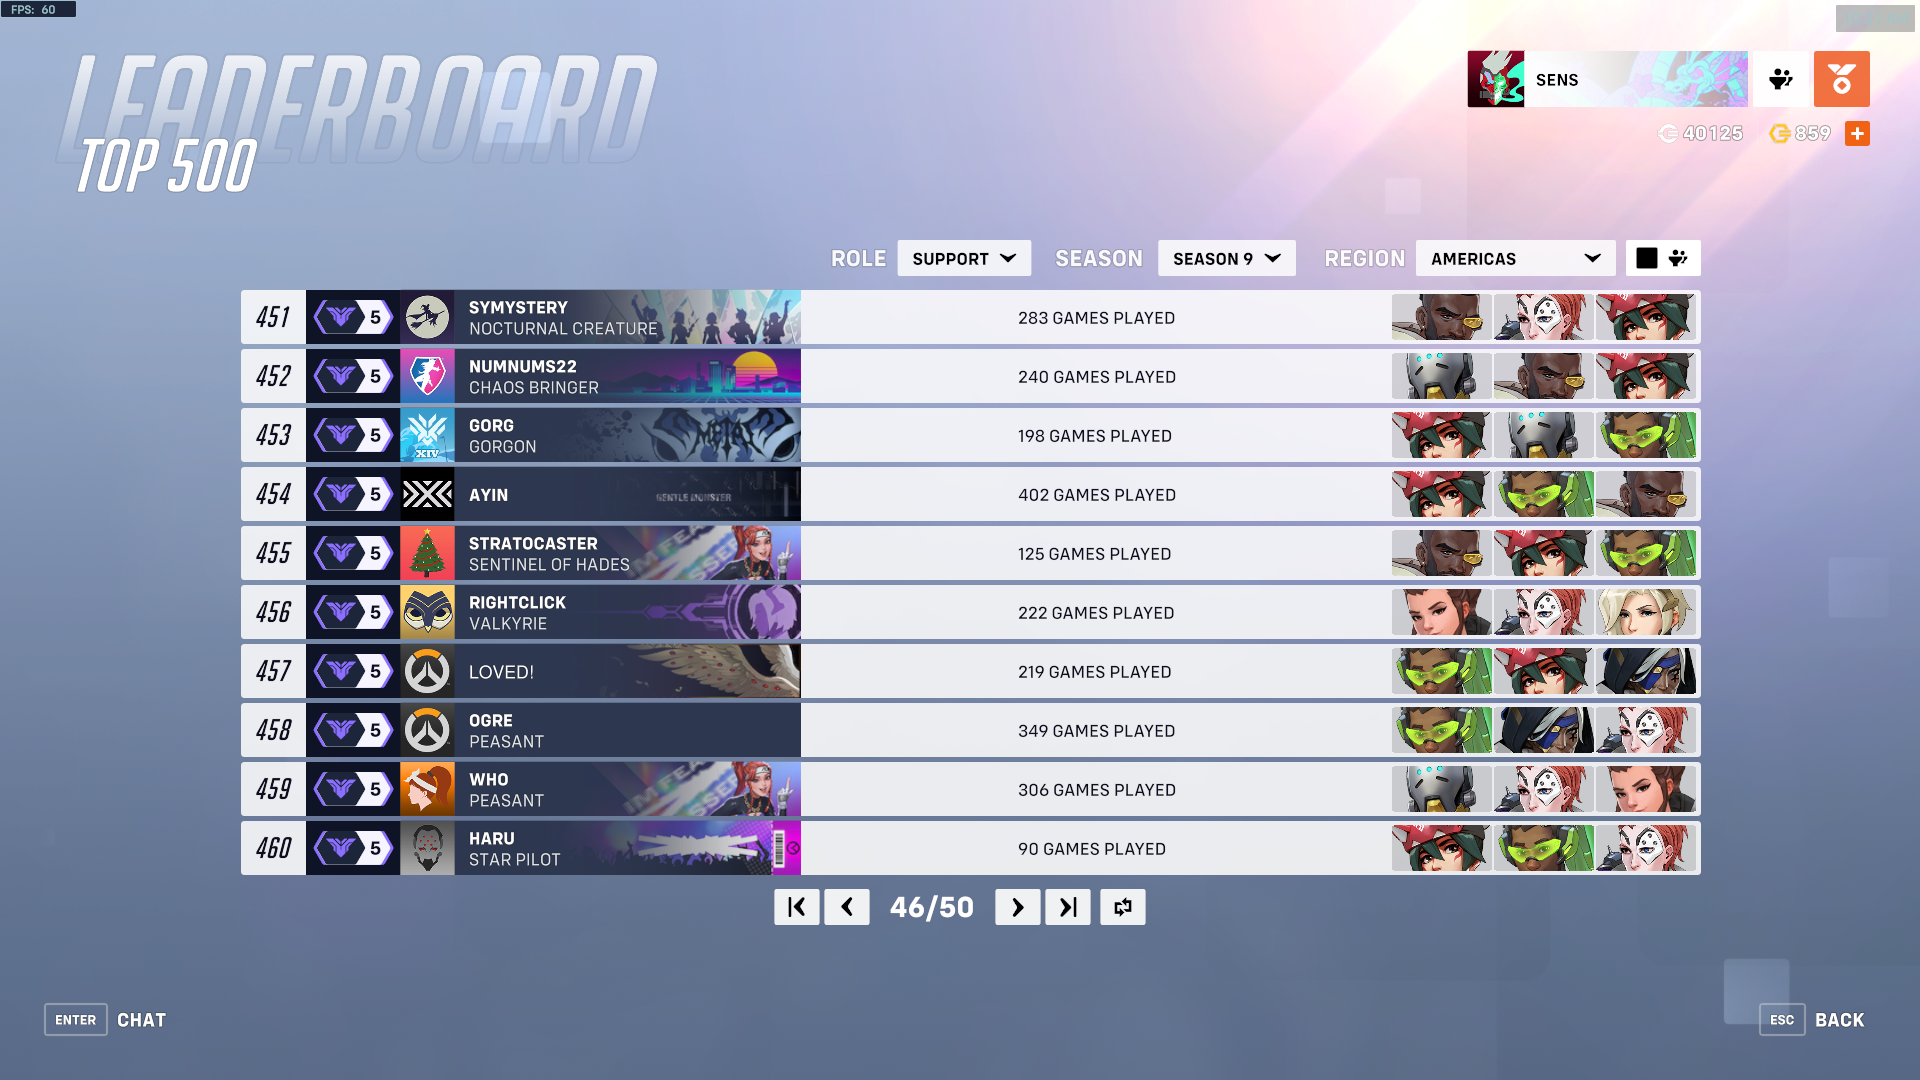 FPS: 60
LEADERBOARD
TOP 500
SENS
40125
859
ROLE SUPPORT SEASON SEASON 9 REGION AMERICAS
451 5 SYMYSTERY NOCTURNAL CREATURE 283 GAMES PLAYED
452 5 NUMNUMS22 CHAOS BRINGER 240 GAMES PLAYED
453 5 XIV GORG GORGON 198 GAMES PLAYED
454 5 AYIN GENTLE MONSTER 402 GAMES PLAYED
455 5 STRATOCASTER SENTINEL OF HADES 125 GAMES PLAYED
456 5 RIGHTCLICK VALKYRIE 222 GAMES PLAYED
457 5 LOVED! 219 GAMES PLAYED
458 5 OGRE PEASANT 349 GAMES PLAYED
459 5 WHO PEASANT 306 GAMES PLAYED
460 5 HARU STAR PILOT 90 GAMES PLAYED
46/50
ENTER CHAT
ESC BACK